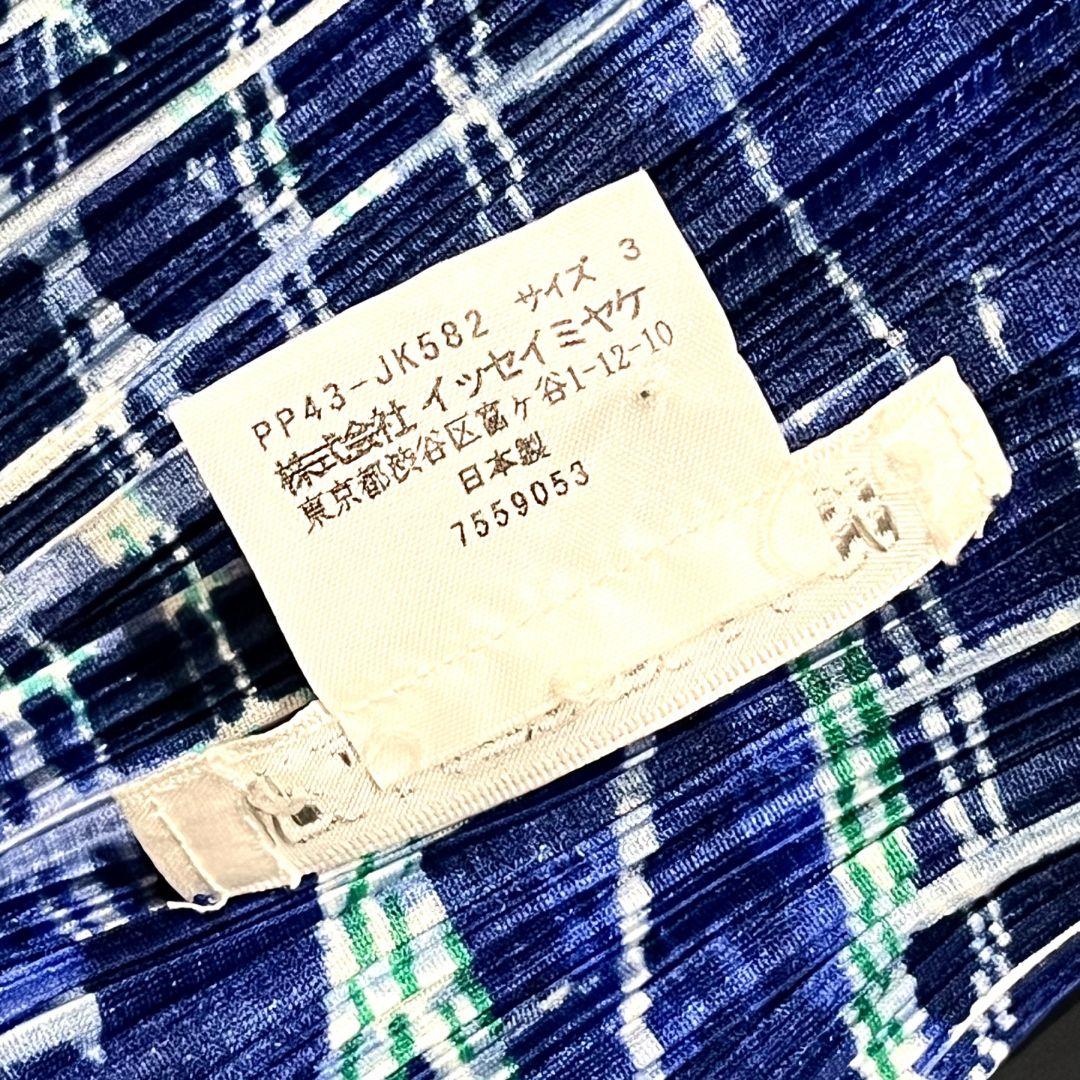 PP43-JK582 サイズ 3
株式会社 イッセイミヤケ
東京都渋谷区富ヶ谷1-12-10
日本製
7559053